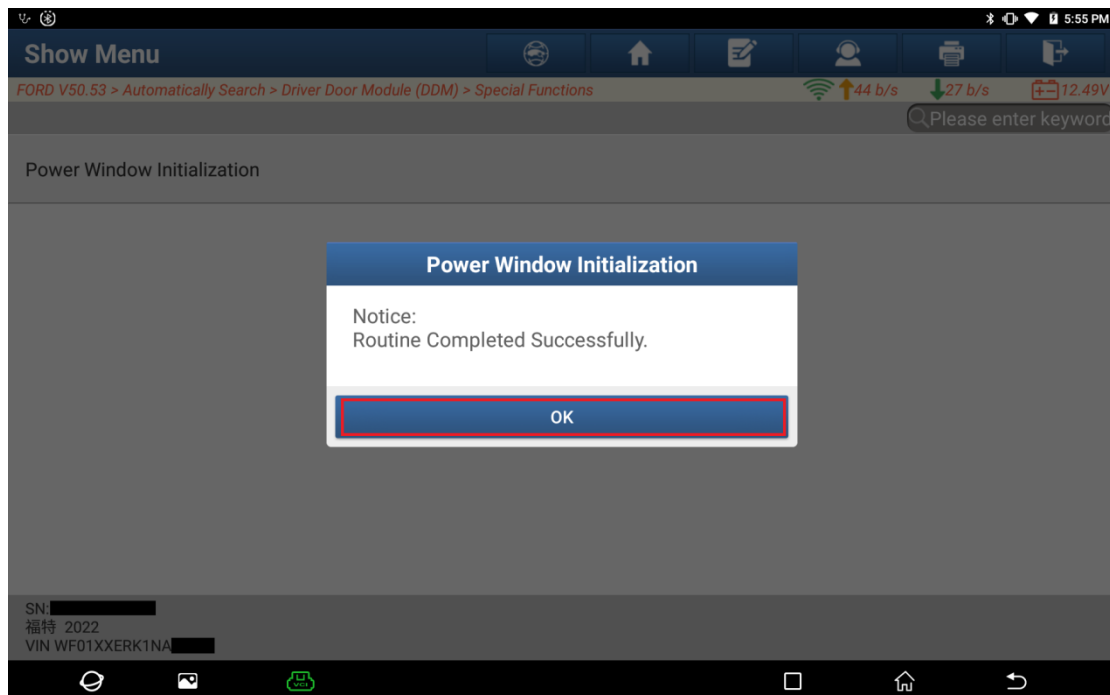 5:55 PM
Show Menu
FORD V50.53 > Automatically Search > Driver Door Module (DDM) > Special Functions
44 b/s
27 b/s
12.49V
Please enter keyword
Power Window Initialization
Power Window Initialization
Notice:
Routine Completed Successfully.
OK
SN:
福特 2022
VIN WF01XXERK1NA
VCI